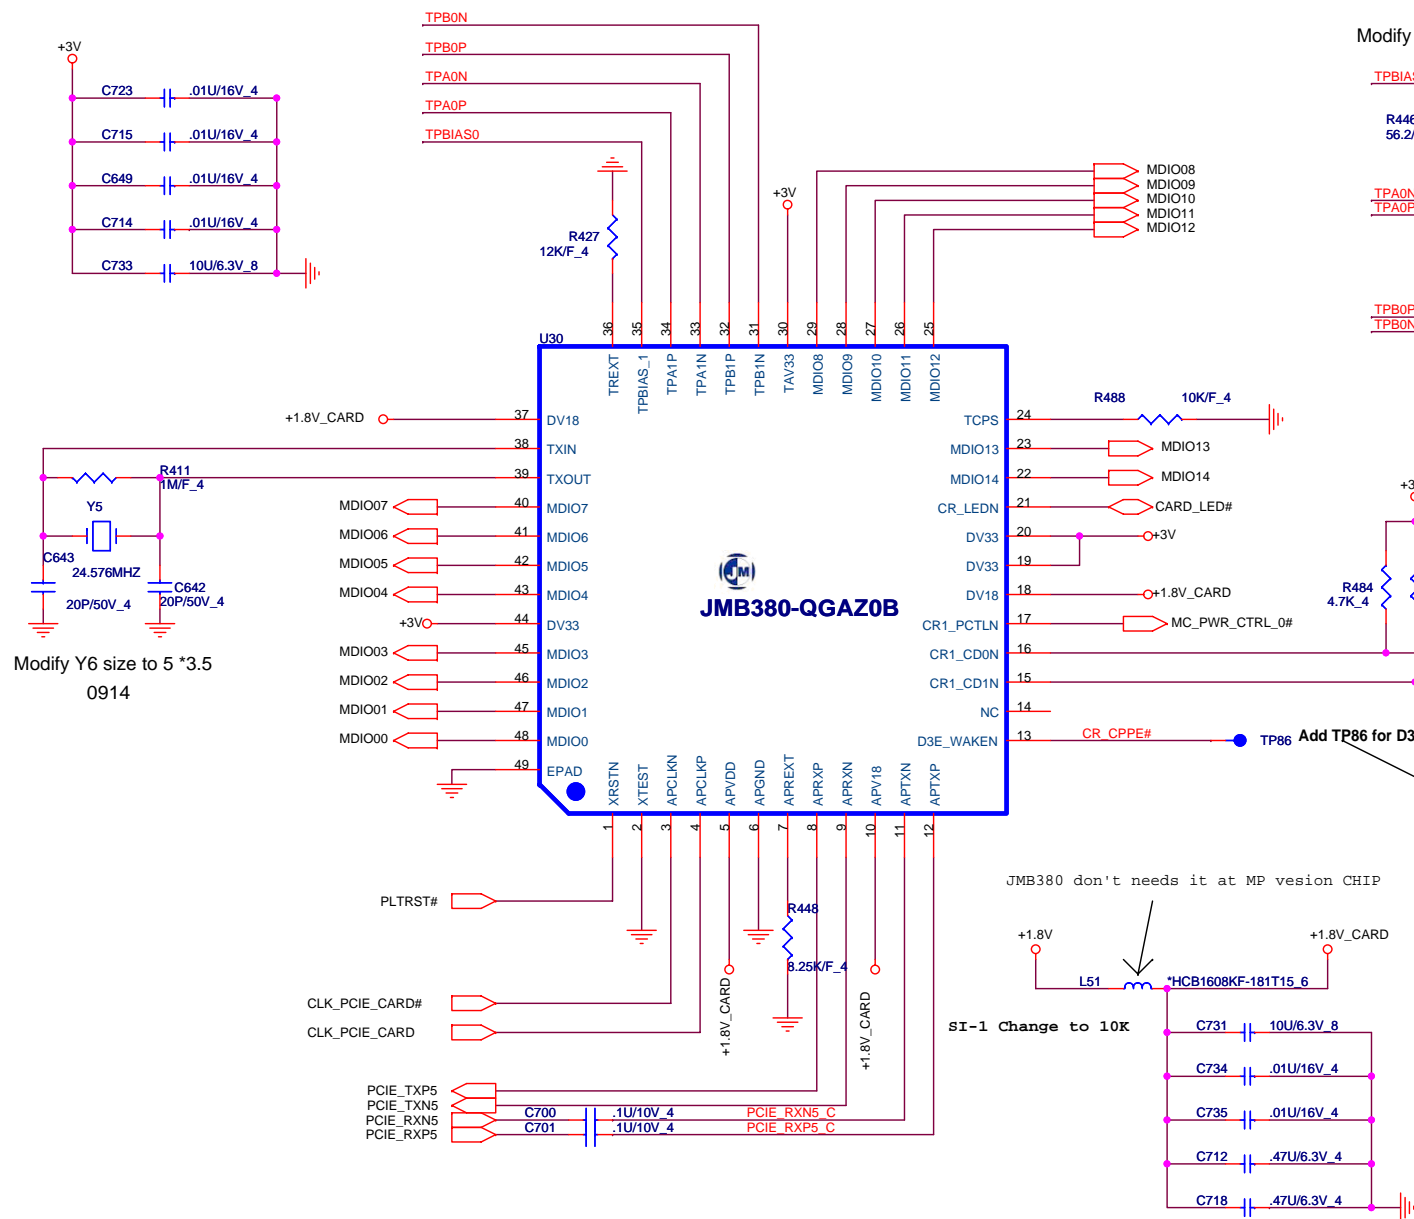 TPB0N
TPB0P
TPA0N
TPA0P
TPBIAS0
+3V
C723 .01U/16V_4
C715 .01U/16V_4
C649 .01U/16V_4
C714 .01U/16V_4
C733 10U/6.3V_8
Modify
TPBIAS
R446
56.2/
TPA0N
TPA0P
TPB0P
TPB0N
R427
12K/F_4
+3V
MDIO08
MDIO09
MDIO10
MDIO11
MDIO12
36 35 34 33 32 31 30 29 28 27 26 25
U30
TREXT TPBIAS_1 TPA1P TPA1N TPB1P TPB1N TAV33 MDIO8 MDIO9 MDIO10 MDIO11 MDIO12
+1.8V_CARD 37 DV18
38 TXIN
39 TXOUT
R411
1M/F_4
Y5
24.576MHZ
C643
20P/50V_4
C642
20P/50V_4
Modify Y6 size to 5 *3.5
0914
MDIO07 40 MDIO7
MDIO06 41 MDIO6
MDIO05 42 MDIO5
MDIO04 43 MDIO4
+3V 44 DV33
MDIO03 45 MDIO3
MDIO02 46 MDIO2
MDIO01 47 MDIO1
MDIO00 48 MDIO0
49 EPAD
JM
JMB380-QGAZ0B
TCPS 24 R488 10K/F_4
MDIO13 23 MDIO13
MDIO14 22 MDIO14
CR_LEDN 21 CARD_LED#
DV33 20 +3V
DV33 19
DV18 18 +1.8V_CARD
CR1_PCTLN 17 MC_PWR_CTRL_0#
CR1_CD0N 16
CR1_CD1N 15
NC 14
D3E_WAKEN 13 CR_CPPE# TP86 Add TP86 for D3
+3
R484
4.7K_4
XRSTN XTEST APCLKN APCLKP APVDD APGND APREXT APRXP APRXN APV18 APTXN APTXP
1 2 3 4 5 6 7 8 9 10 11 12
PLTRST#
R448
8.25K/F_4
+1.8V_CARD
+1.8V_CARD
CLK_PCIE_CARD#
CLK_PCIE_CARD
PCIE_TXP5
PCIE_TXN5
PCIE_RXN5 C700 .1U/10V_4 PCIE_RXN5_C
PCIE_RXP5 C701 .1U/10V_4 PCIE_RXP5_C
JMB380 don't needs it at MP vesion CHIP
+1.8V
+1.8V_CARD
L51 *HCB1608KF-181T15_6
SI-1 Change to 10K
C731 10U/6.3V_8
C734 .01U/16V_4
C735 .01U/16V_4
C712 .47U/6.3V_4
C718 .47U/6.3V_4